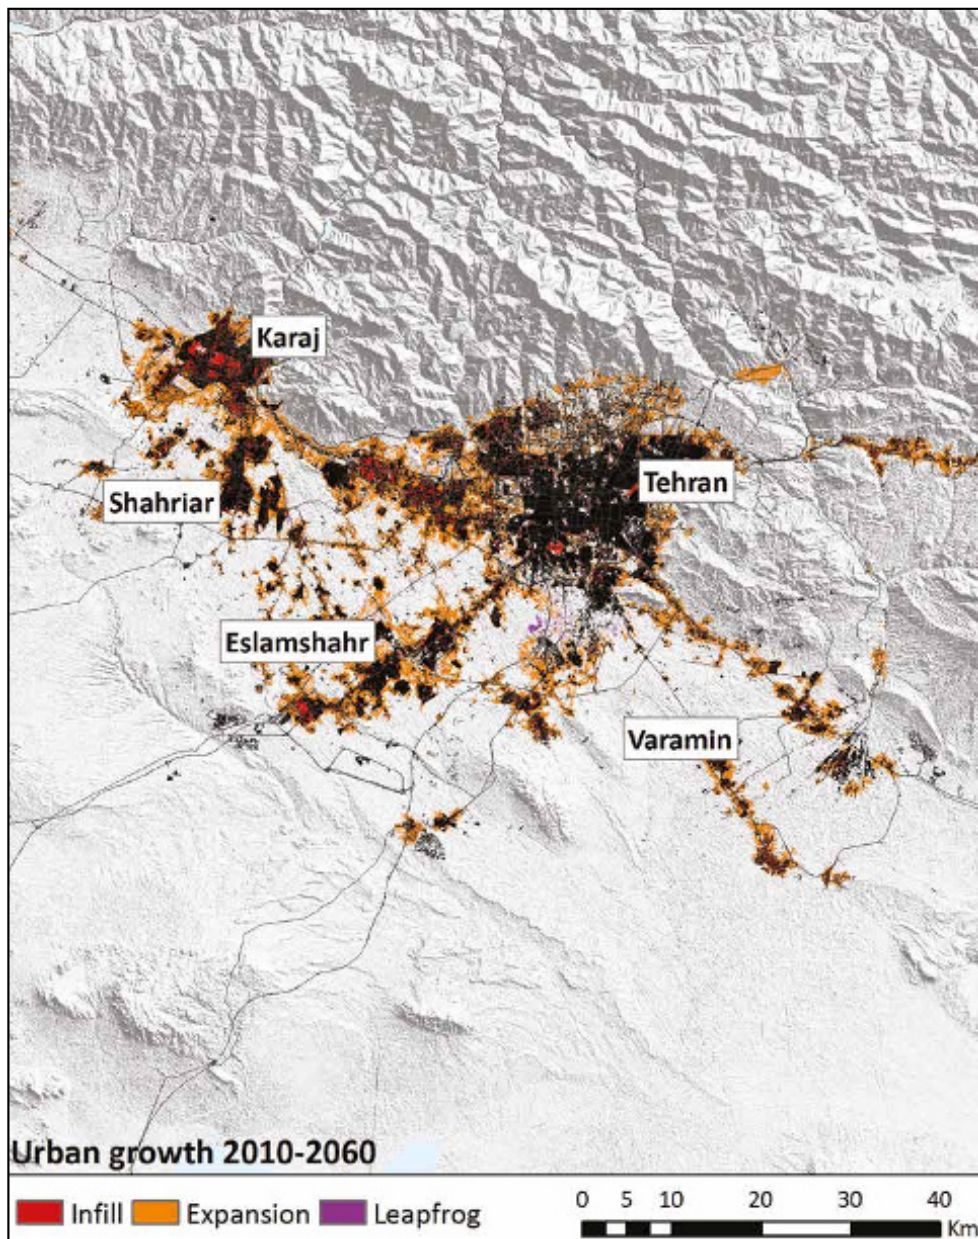 Karaj
Tehran
Shahriar
Eslamshahr
Varamin
Urban growth 2010-2060
Infill Expansion Leapfrog
0 5 10 20 30 40
Km